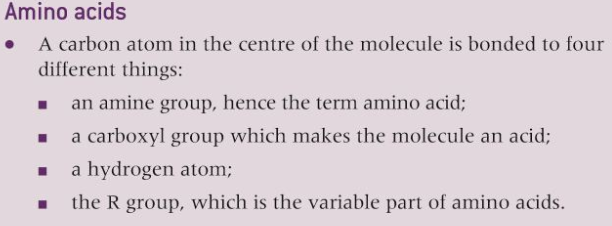 Amino acids
• A carbon atom in the centre of the molecule is bonded to four
different things:
■ an amine group, hence the term amino acid;
■ a carboxyl group which makes the molecule an acid;
■ a hydrogen atom;
■ the R group, which is the variable part of amino acids.